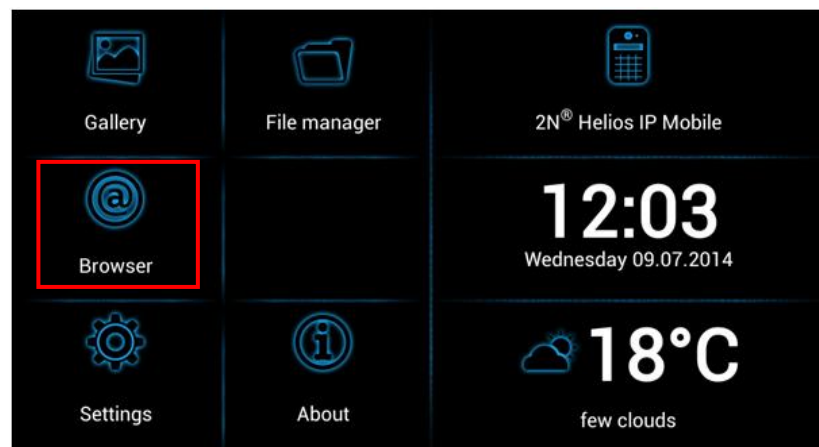 Gallery
File manager
2N® Helios IP Mobile
@
Browser
12:03
Wednesday 09.07.2014
Settings
About
18°C
few clouds